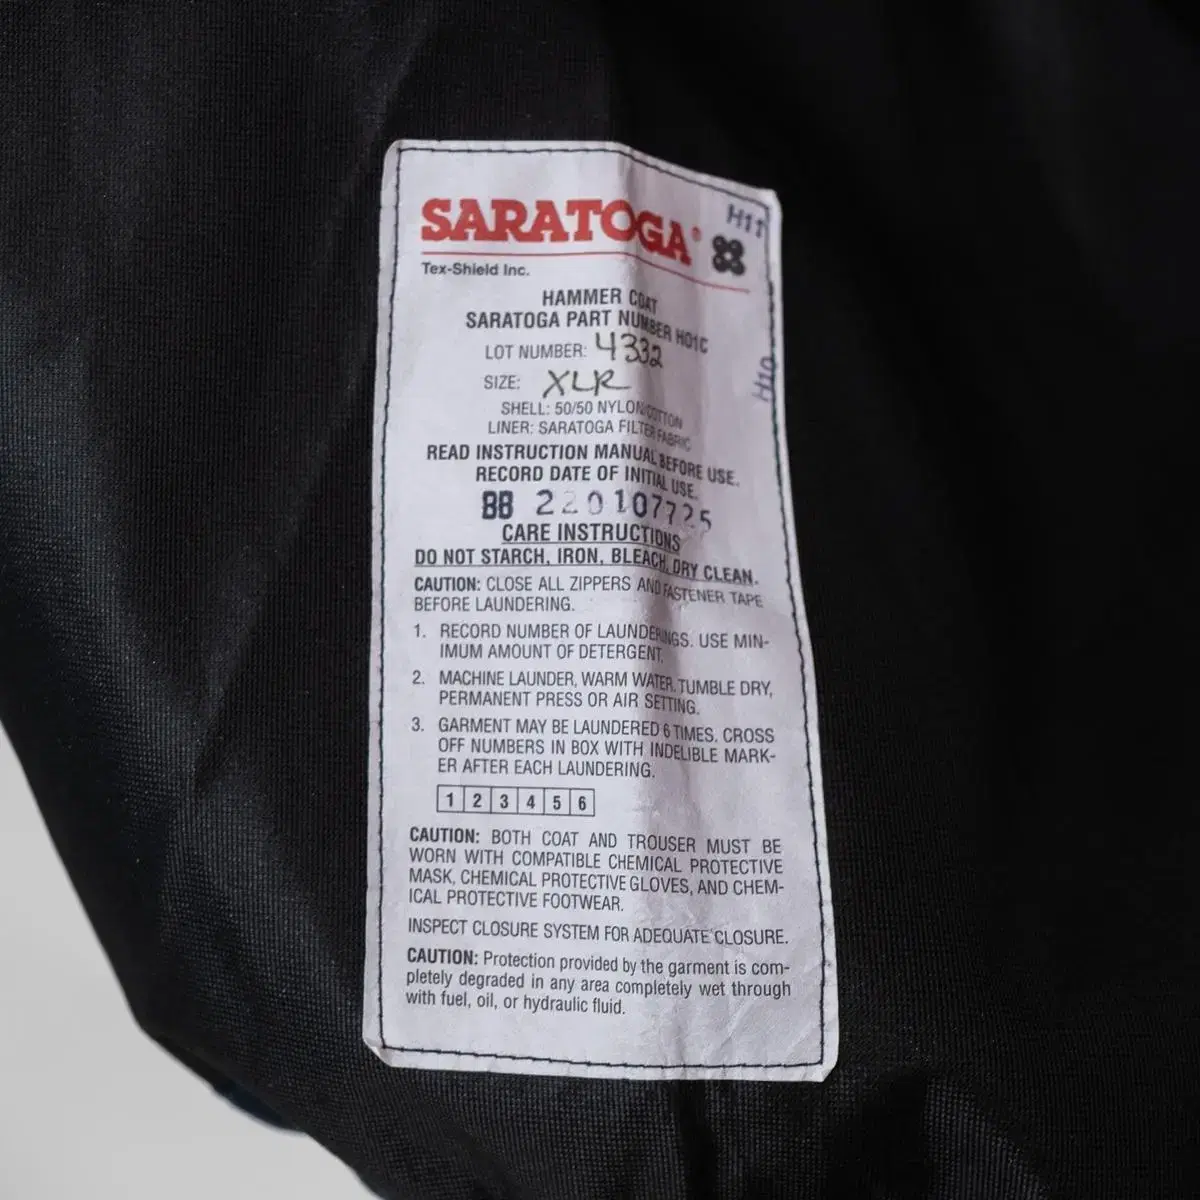 SARATOGA®
H11
Tex-Shield Inc.
HAMMER COAT
SARATOGA PART NUMBER H01C
LOT NUMBER: 4332
H10
SIZE: XLR
SHELL: 50/50 NYLON/COTTON
LINER: SARATOGA FILTER FABRIC
READ INSTRUCTION MANUAL BEFORE USE.
RECORD DATE OF INITIAL USE.
BB 220107725
CARE INSTRUCTIONS
DO NOT STARCH, IRON, BLEACH, DRY CLEAN.
CAUTION: CLOSE ALL ZIPPERS AND FASTENER TAPE
BEFORE LAUNDERING.
1. RECORD NUMBER OF LAUNDERINGS. USE MIN-
IMUM AMOUNT OF DETERGENT.
2. MACHINE LAUNDER, WARM WATER. TUMBLE DRY,
PERMANENT PRESS OR AIR SETTING.
3. GARMENT MAY BE LAUNDERED 6 TIMES. CROSS
OFF NUMBERS IN BOX WITH INDELIBLE MARK-
ER AFTER EACH LAUNDERING.
1 2 3 4 5 6
CAUTION: BOTH COAT AND TROUSER MUST BE
WORN WITH COMPATIBLE CHEMICAL PROTECTIVE
MASK, CHEMICAL PROTECTIVE GLOVES, AND CHEM-
ICAL PROTECTIVE FOOTWEAR.
INSPECT CLOSURE SYSTEM FOR ADEQUATE CLOSURE.
CAUTION: Protection provided by the garment is com-
pletely degraded in any area completely wet through
with fuel, oil, or hydraulic fluid.